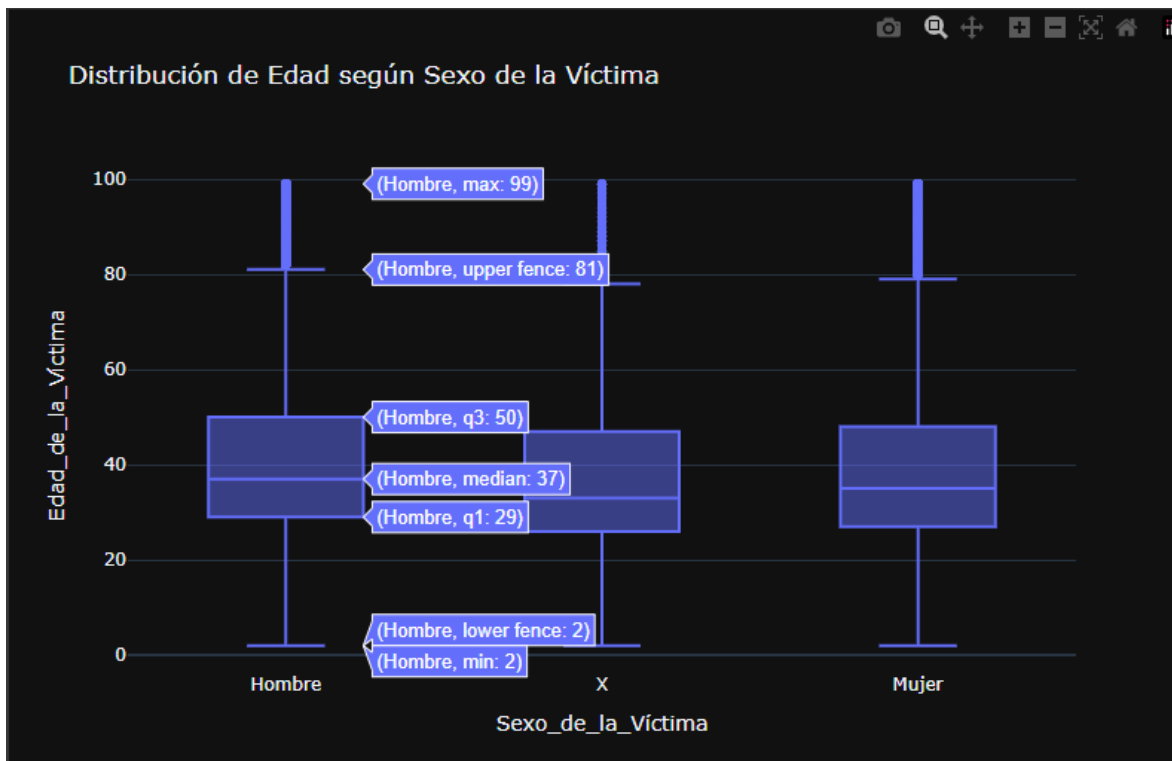 Distribución de Edad según Sexo de la Víctima
Edad_de_la_Víctima
100
80
60
40
20
0
(Hombre, max: 99)
(Hombre, upper fence: 81)
(Hombre, q3: 50)
(Hombre, median: 37)
(Hombre, q1: 29)
(Hombre, lower fence: 2)
(Hombre, min: 2)
Hombre
X
Mujer
Sexo_de_la_Víctima